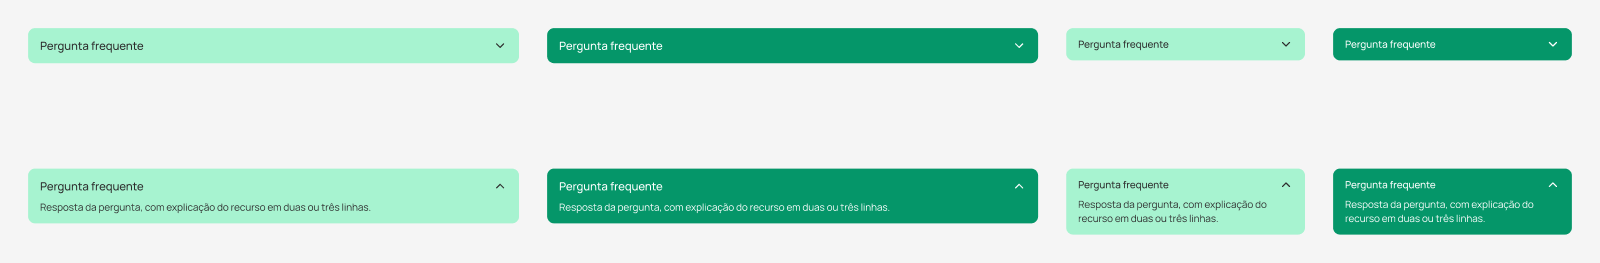 Pergunta frequente
Pergunta frequente
Pergunta frequente
Pergunta frequente
Pergunta frequente
Resposta da pergunta, com explicação do recurso em duas ou três linhas.
Pergunta frequente
Resposta da pergunta, com explicação do recurso em duas ou três linhas.
Pergunta frequente
Resposta da pergunta, com explicação do
recurso em duas ou três linhas.
Pergunta frequente
Resposta da pergunta, com explicação do
recurso em duas ou três linhas.